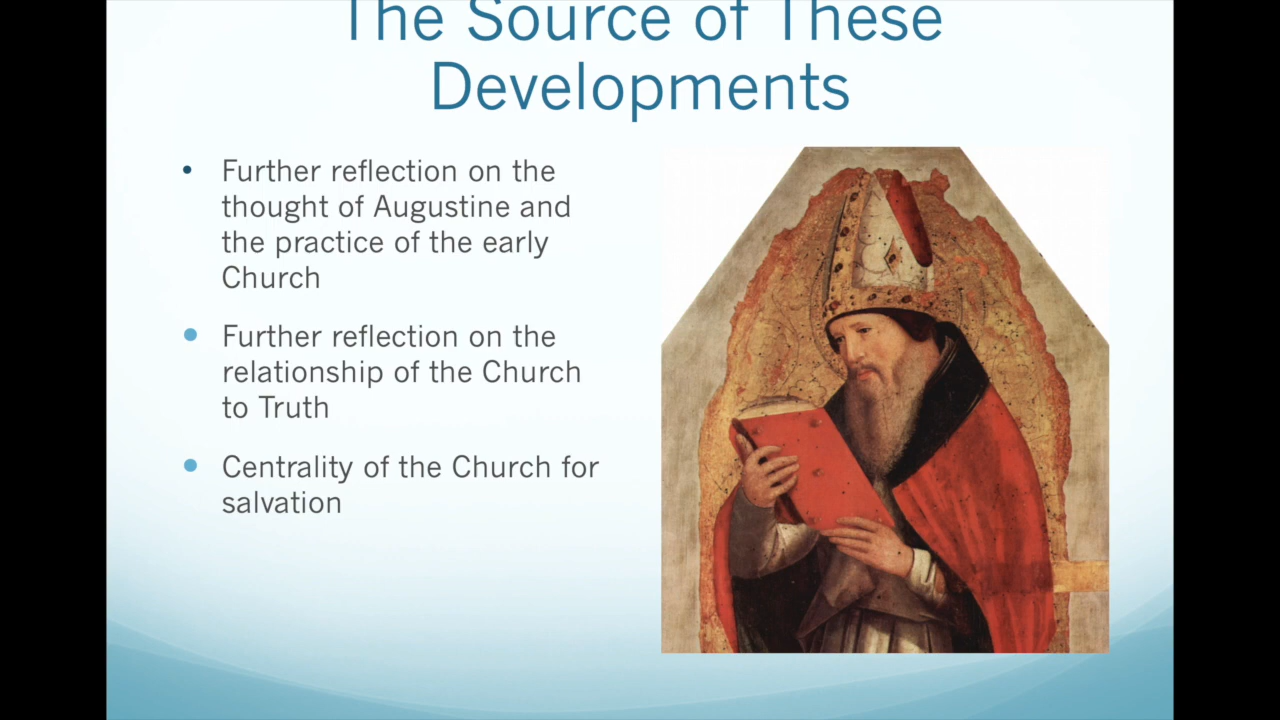 The Source of These
Developments
• Further reflection on the
thought of Augustine and
the practice of the early
Church
• Further reflection on the
relationship of the Church
to Truth
• Centrality of the Church for
salvation